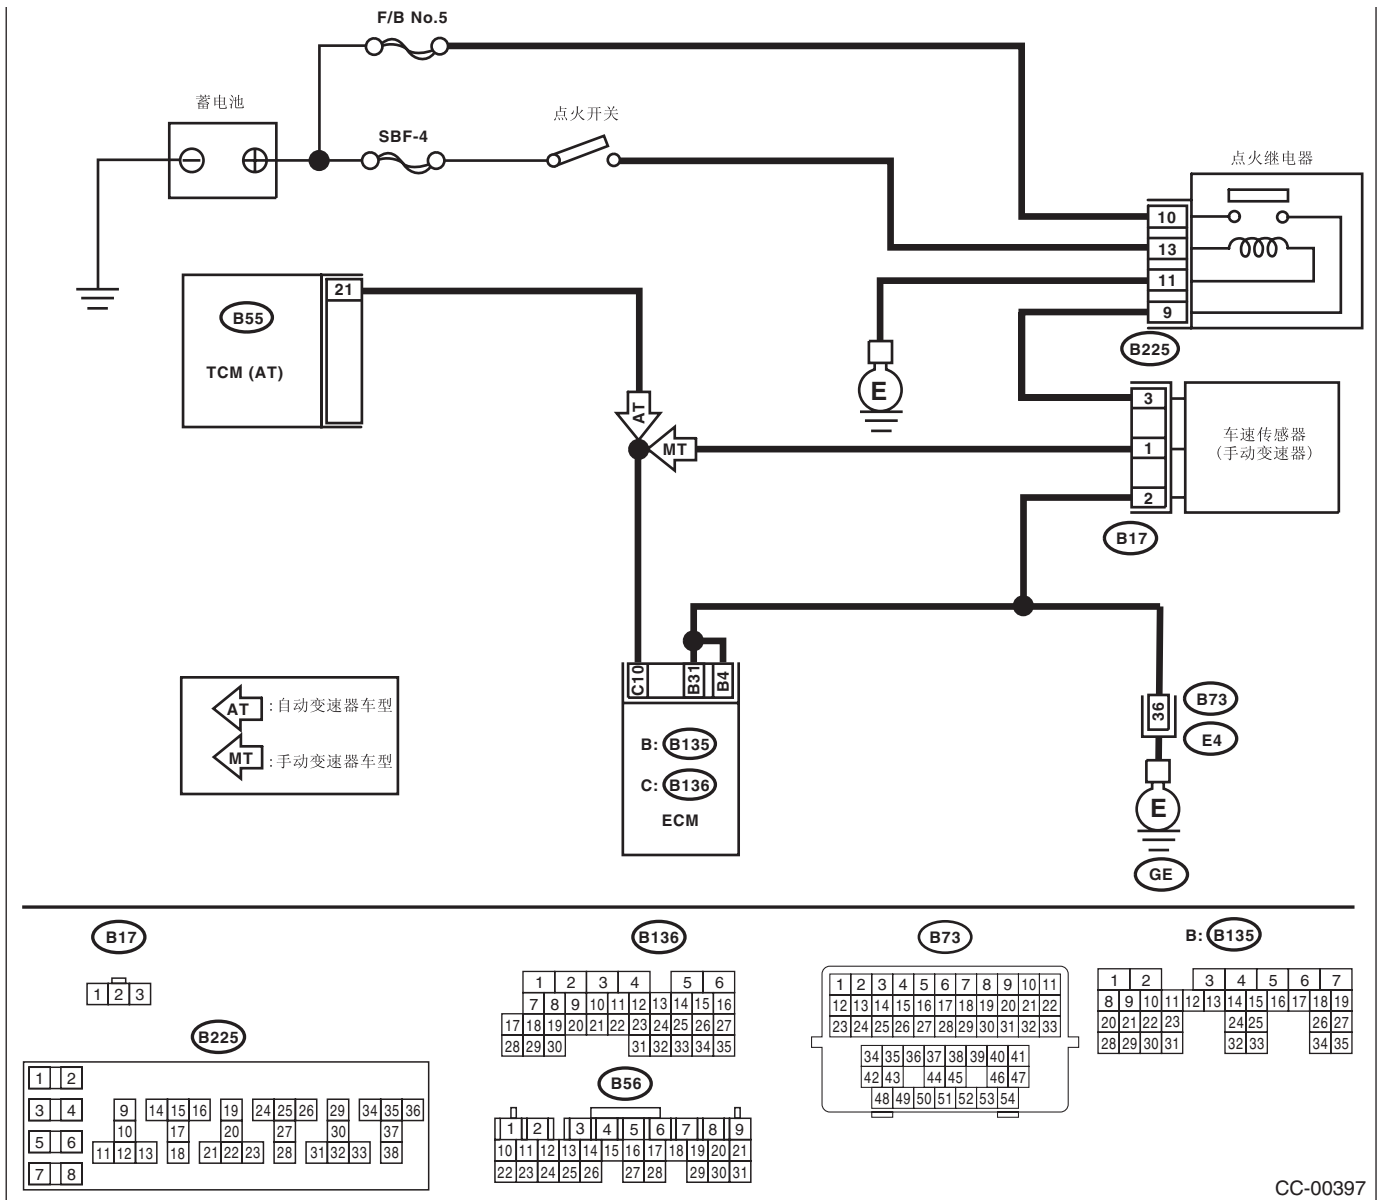 F/B No.5
蓄电池
SBF-4
点火开关
点火继电器
10
13
11
9
B225
21
B55
TCM (AT)
AT
MT
E
3
1
2
车速传感器
(手动变速器)
B17
C10
B31
B4
B: B135
C: B136
ECM
AT :自动变速器车型
MT :手动变速器车型
36
B73
E4
E
GE
B17
1 2 3
B225
1 2
3 4 9 14 15 16 19 24 25 26 29 34 35 36
10 17 20 27 30 37
5 6 11 12 13 18 21 22 23 28 31 32 33 38
7 8
B136
1 2 3 4 5 6
7 8 9 10 11 12 13 14 15 16
17 18 19 20 21 22 23 24 25 26 27
28 29 30 31 32 33 34 35
B56
1 2 3 4 5 6 7 8 9
10 11 12 13 14 15 16 17 18 19 20 21
22 23 24 25 26 27 28 29 30 31
B73
1 2 3 4 5 6 7 8 9 10 11
12 13 14 15 16 17 18 19 20 21 22
23 24 25 26 27 28 29 30 31 32 33
34 35 36 37 38 39 40 41
42 43 44 45 46 47
48 49 50 51 52 53 54
B: B135
1 2 3 4 5 6 7
8 9 10 11 12 13 14 15 16 17 18 19
20 21 22 23 24 25 26 27
28 29 30 31 32 33 34 35
CC-00397